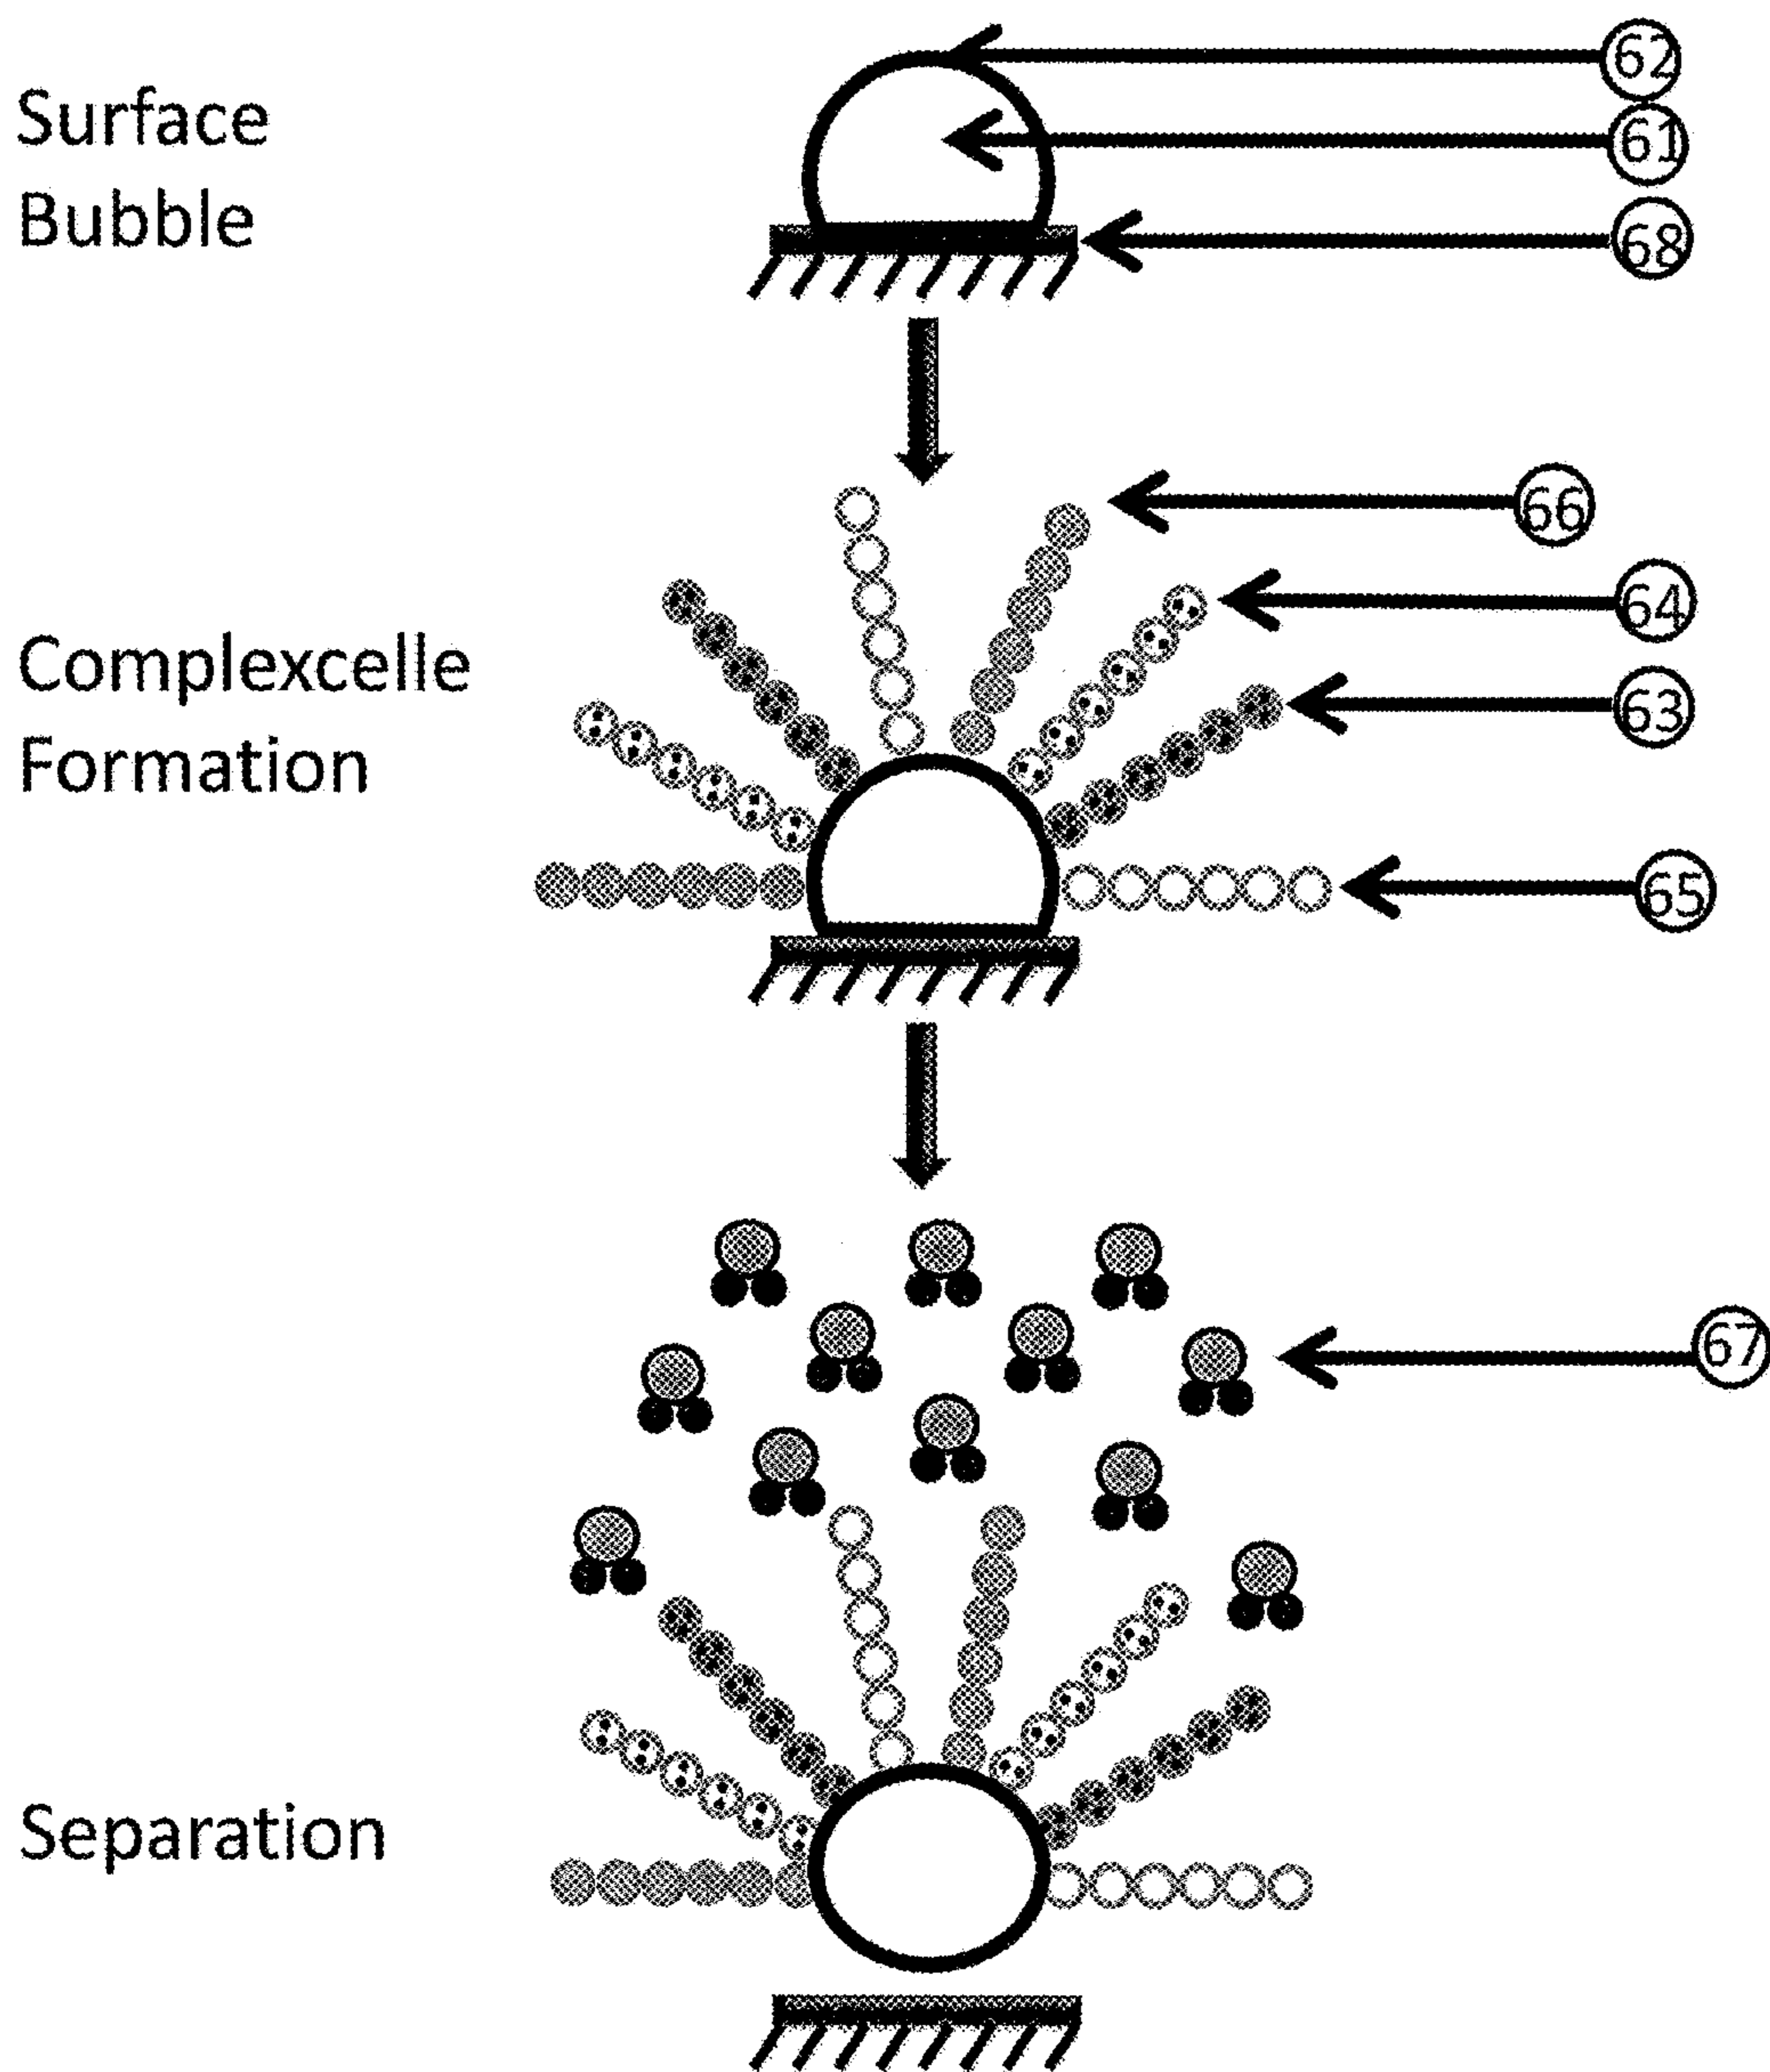 62
Surface
61
Bubble
68
66
64
Complexcelle
63
Formation
65
67
Separation